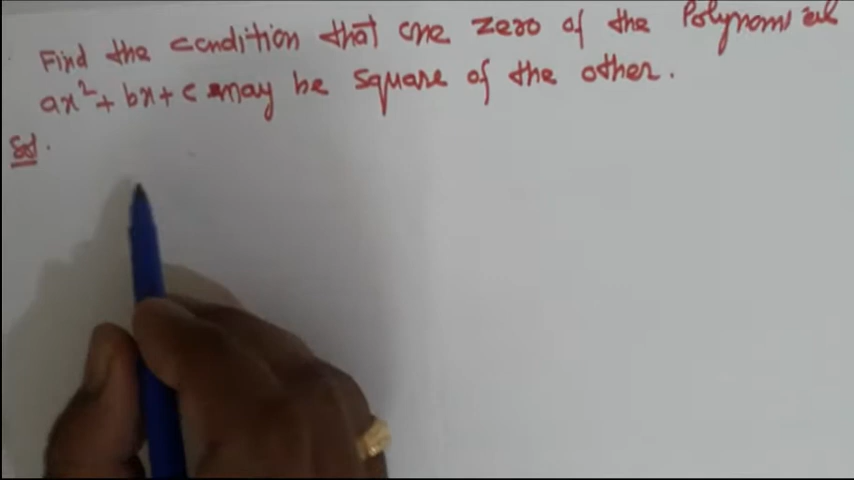 Find the condition that one zero of the Polynomial
ax²+ bx+ c may be square of the other.
Sol.